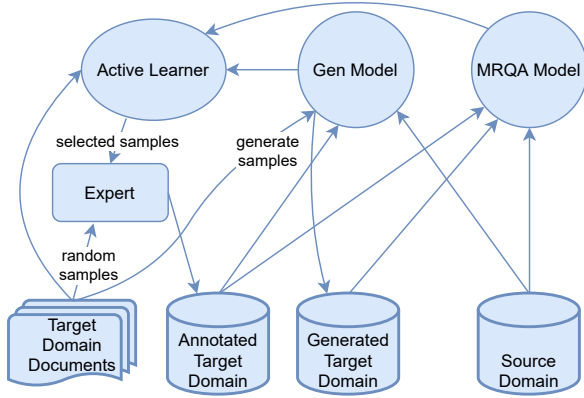 Active Learner
Gen Model
MRQA Model
selected samples
generate
samples
Expert
random
samples
Target
Domain
Documents
Annotated
Target
Domain
Generated
Target
Domain
Source
Domain